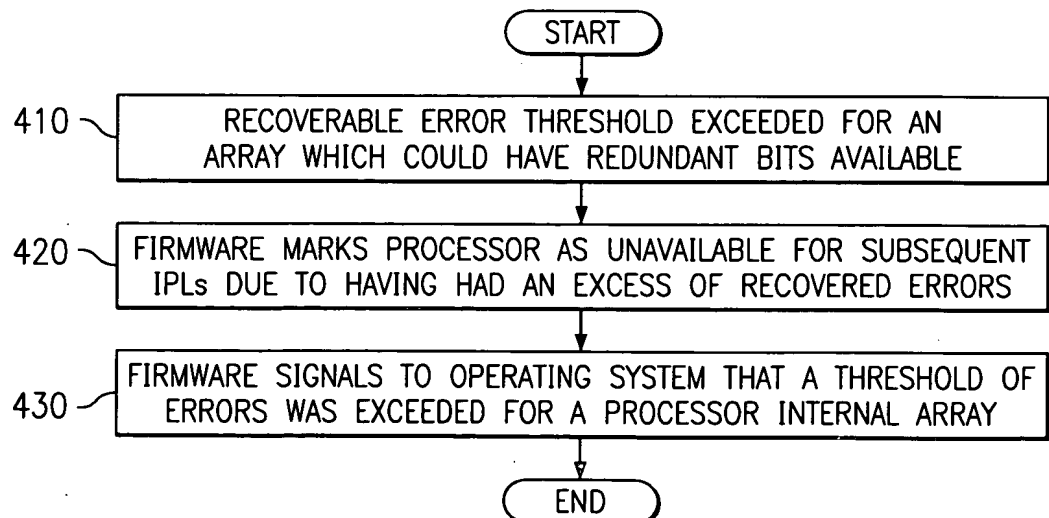 START
410
RECOVERABLE ERROR THRESHOLD EXCEEDED FOR AN
ARRAY WHICH COULD HAVE REDUNDANT BITS AVAILABLE
420
FIRMWARE MARKS PROCESSOR AS UNAVAILABLE FOR SUBSEQUENT
IPLs DUE TO HAVING HAD AN EXCESS OF RECOVERED ERRORS
430
FIRMWARE SIGNALS TO OPERATING SYSTEM THAT A THRESHOLD OF
ERRORS WAS EXCEEDED FOR A PROCESSOR INTERNAL ARRAY
END